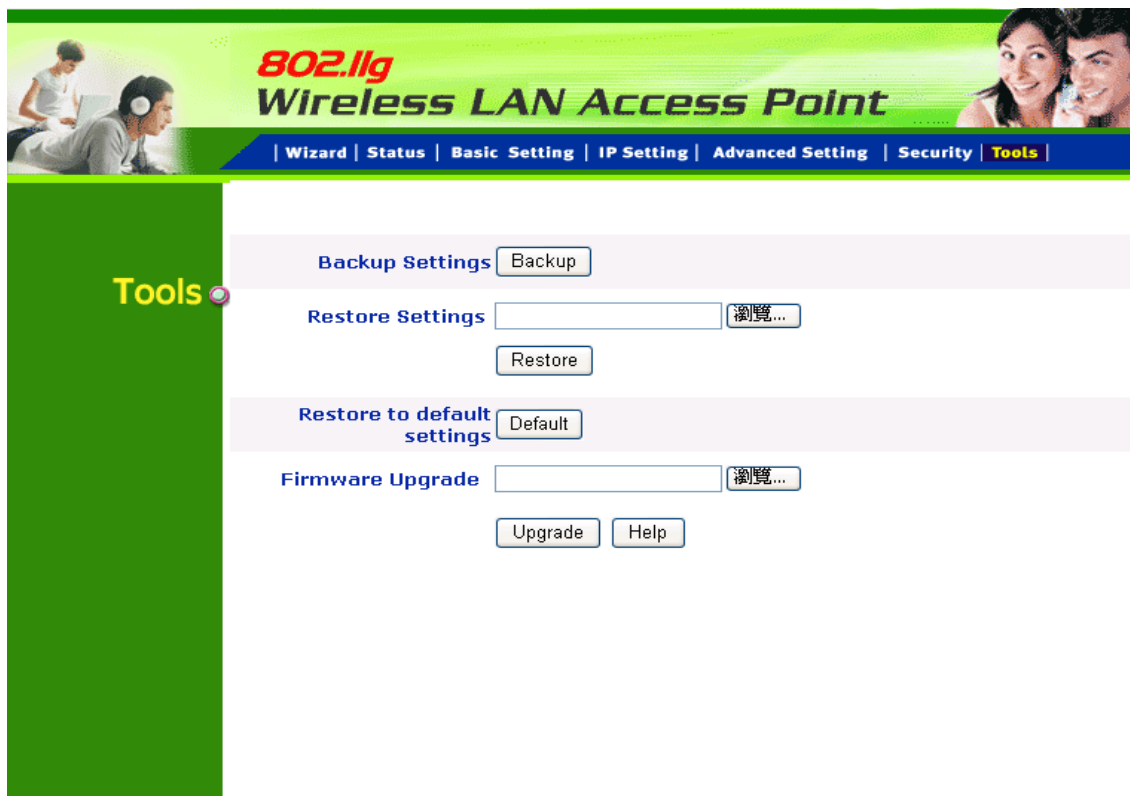 802.11g
Wireless LAN Access Point
| Wizard | Status | Basic Setting | IP Setting | Advanced Setting | Security | Tools |
Tools
Backup Settings Backup
Restore Settings 瀏覽...
Restore
Restore to default
settings Default
Firmware Upgrade 瀏覽...
Upgrade Help